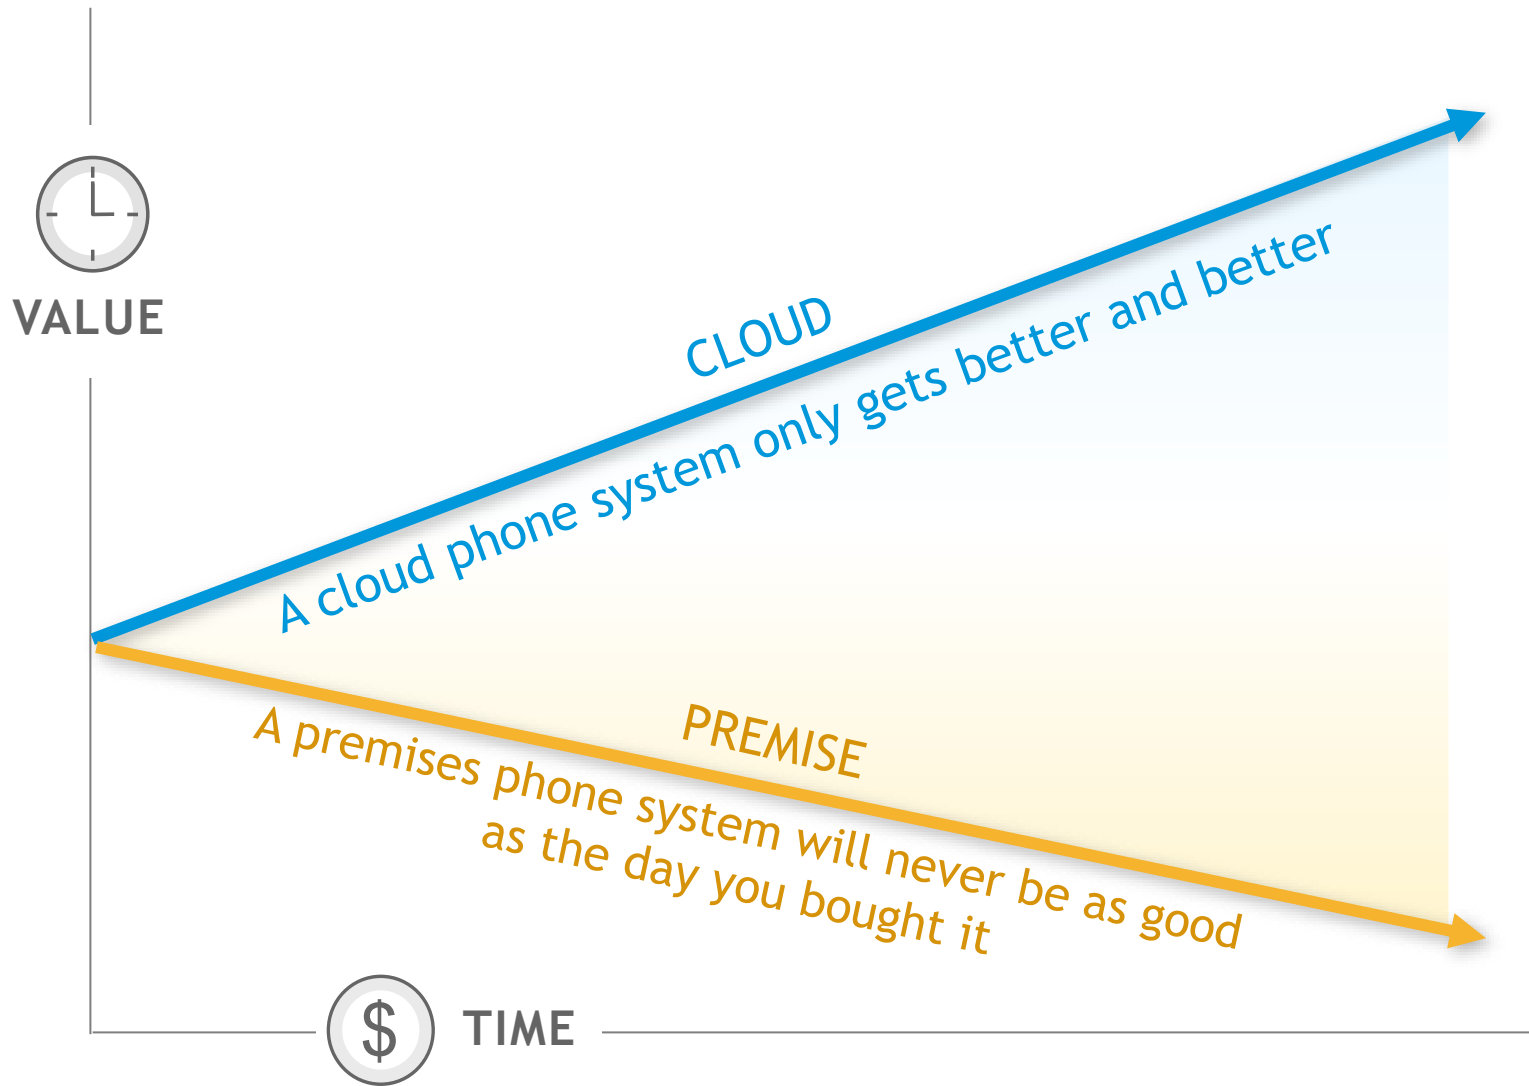 VALUE
CLOUD
A cloud phone system only gets better and better
PREMISE
A premises phone system will never be as good
as the day you bought it
$ TIME